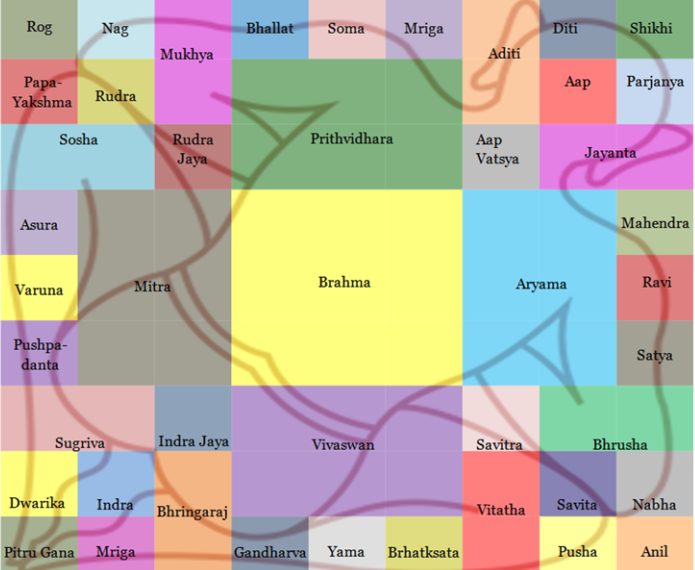 Rog
Nag
Mukhya
Bhallat
Soma
Mriga
Aditi
Diti
Shikhi
Papa-
Yakshma
Rudra
Aap
Parjanya
Sosha
Rudra
Jaya
Prithvidhara
Aap
Vatsya
Jayanta
Asura
Mahendra
Varuna
Mitra
Brahma
Aryama
Ravi
Pushpa-
danta
Satya
Sugriva
Indra Jaya
Vivaswan
Savitra
Bhrusha
Dwarika
Indra
Bhringaraj
Vitatha
Savita
Nabha
Pitru Gana
Mriga
Gandharva
Yama
Brhatksata
Pusha
Anil